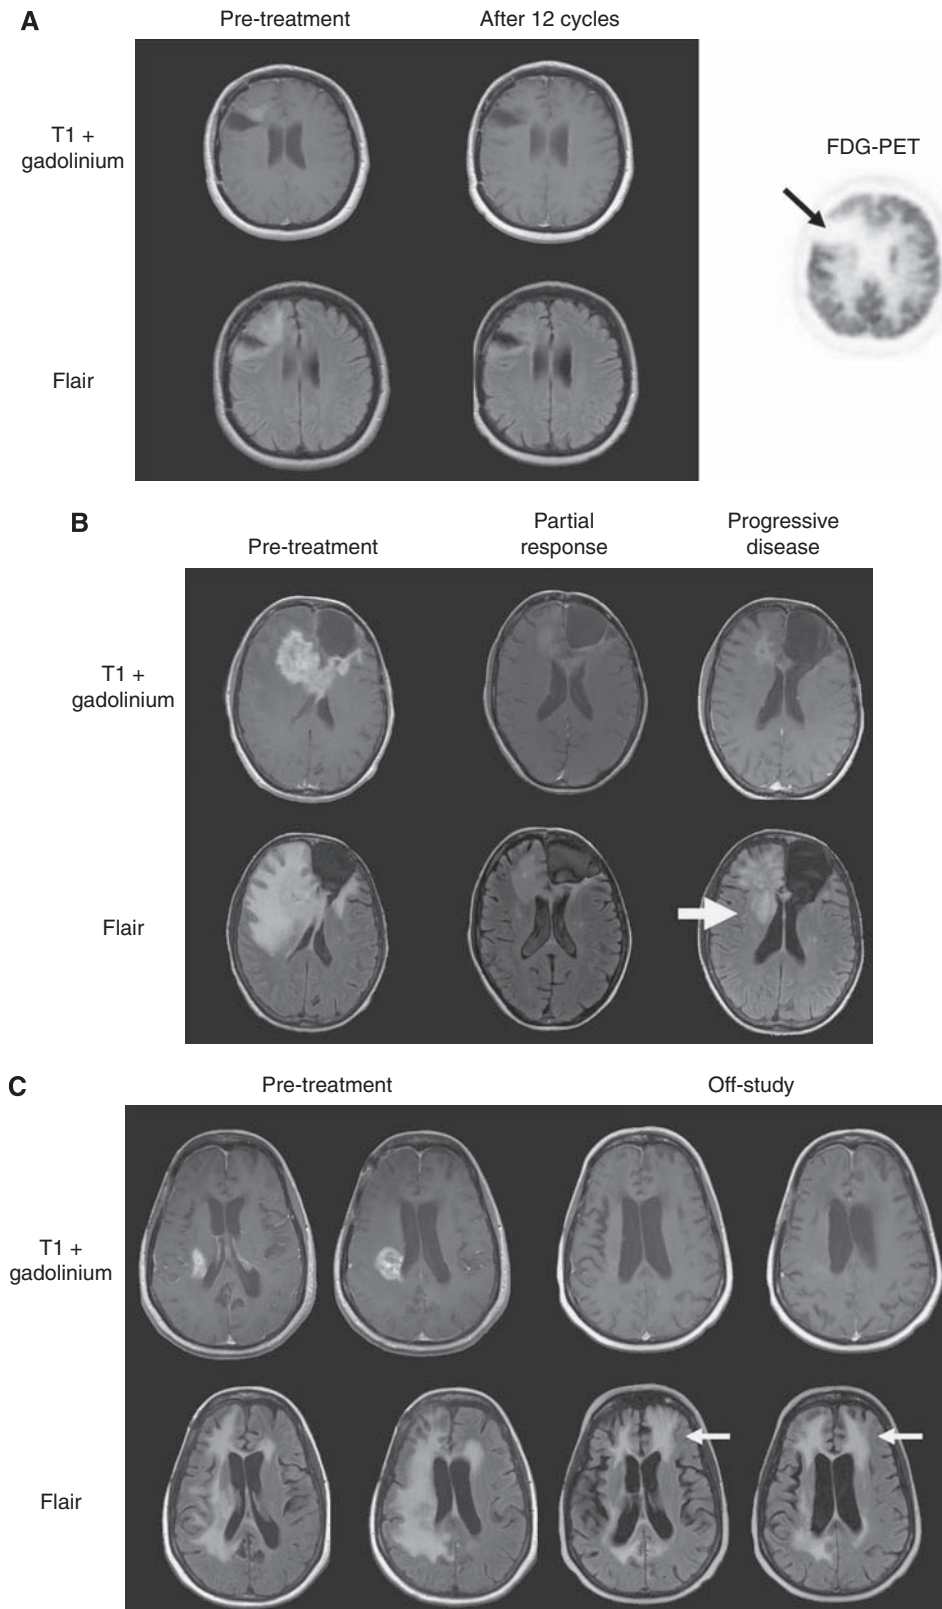 A
Pre-treatment
After 12 cycles
T1 +
gadolinium
FDG-PET
Flair
B
Pre-treatment
Partial
response
Progressive
disease
T1 +
gadolinium
Flair
C
Pre-treatment
Off-study
T1 +
gadolinium
Flair